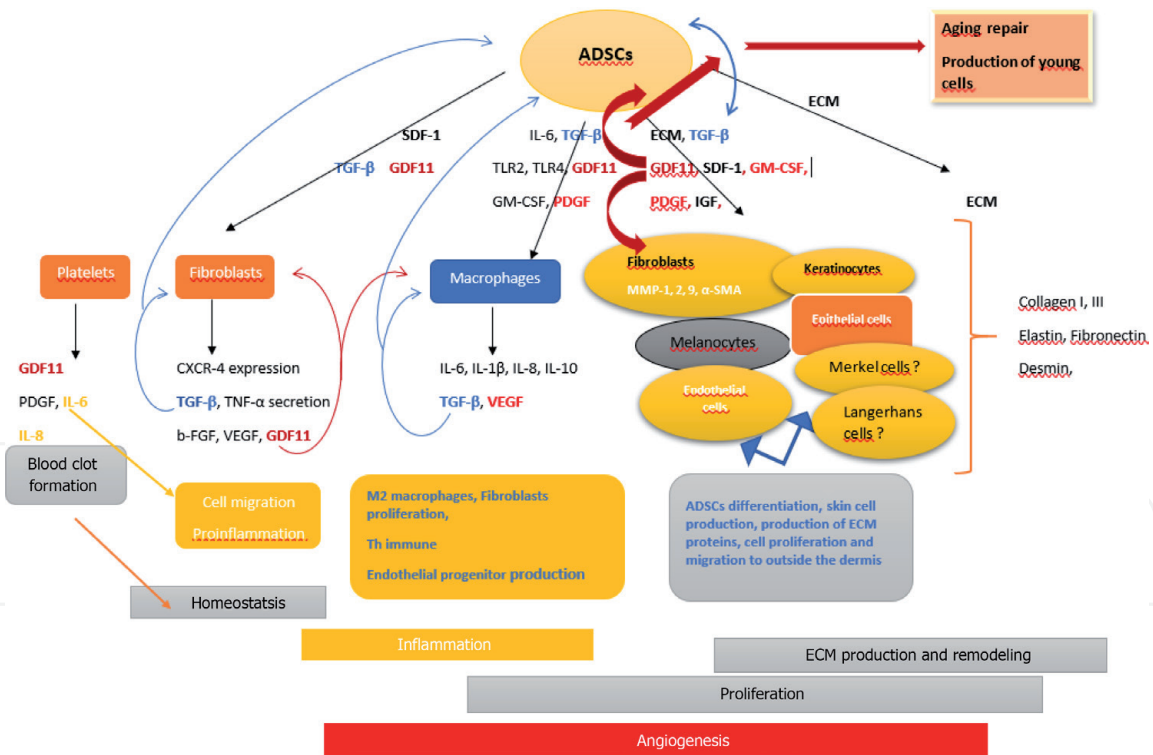 ADSCs
Aging repair
Production of young
cells
ECM
SDF-1
TGF-β GDF11
IL-6, TGF-β
TLR2, TLR4, GDF11
GM-CSF, PDGF
ECM, TGF-β
GDF11, SDF-1, GM-CSF,
PDGF, IGF,
ECM
Platelets
Fibroblasts
Macrophages
Fibroblasts
MMP-1, 2, 9, α-SMA
Keratinocytes
Epithelial cells
Melanocytes
Merkel cells ?
Endothelial
cells
Langerhans
cells ?
Collagen I, III
Elastin, Fibronectin
Desmin,
GDF11
PDGF, IL-6
IL-8
CXCR-4 expression
TGF-β, TNF-α secretion
b-FGF, VEGF, GDF11
IL-6, IL-1β, IL-8, IL-10
TGF-β, VEGF
Blood clot
formation
Cell migration
Proinflammation
M2 macrophages, Fibroblasts
proliferation,
Th immune
Endothelial progenitor production
ADSCs differentiation, skin cell
production, production of ECM
proteins, cell proliferation and
migration to outside the dermis
Homeostatsis
Inflammation
ECM production and remodeling
Proliferation
Angiogenesis